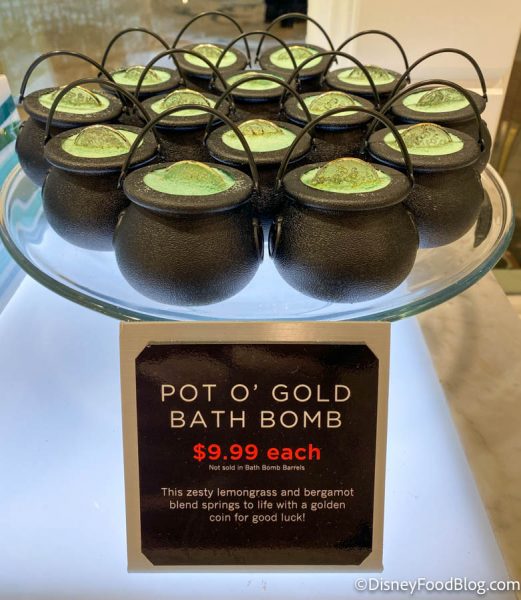 POT O' GOLD
BATH BOMB
$9.99 each
Not sold in Bath Bomb Barrels
This zesty lemongrass and bergamot
blend springs to life with a golden
coin for good luck!
©DisneyFoodBlog.com